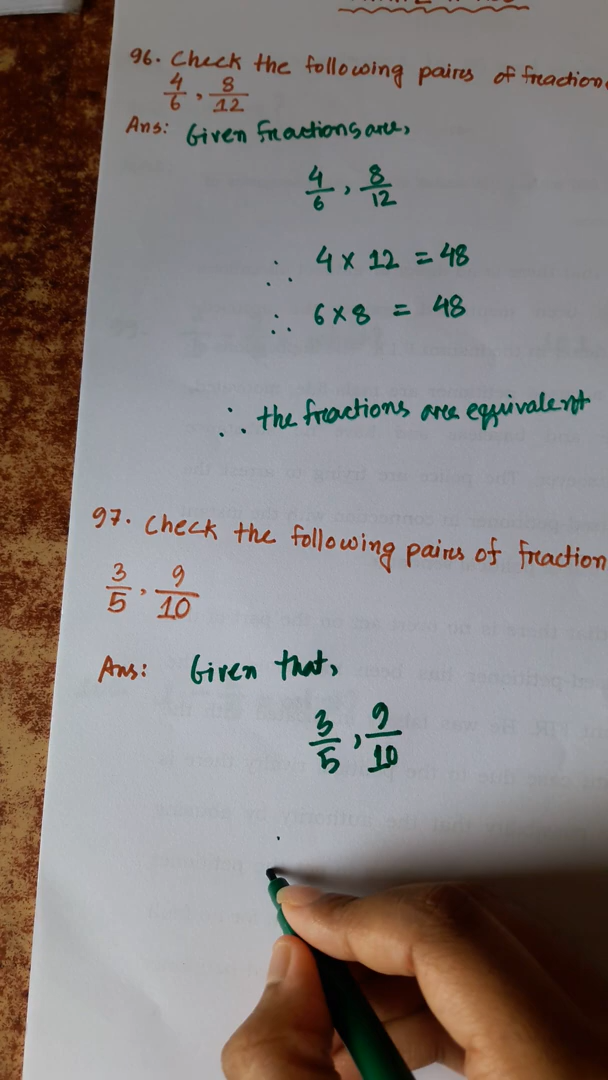 96. Check the following pairs of fraction
4/6, 8/12
Ans: Given fractions are,
4/6, 8/12
∴ 4 × 12 = 48
∴ 6 × 8 = 48
∴ the fractions are equivalent
97. Check the following pairs of fraction
3/5, 9/10
Ans: Given that,
3/5, 9/10